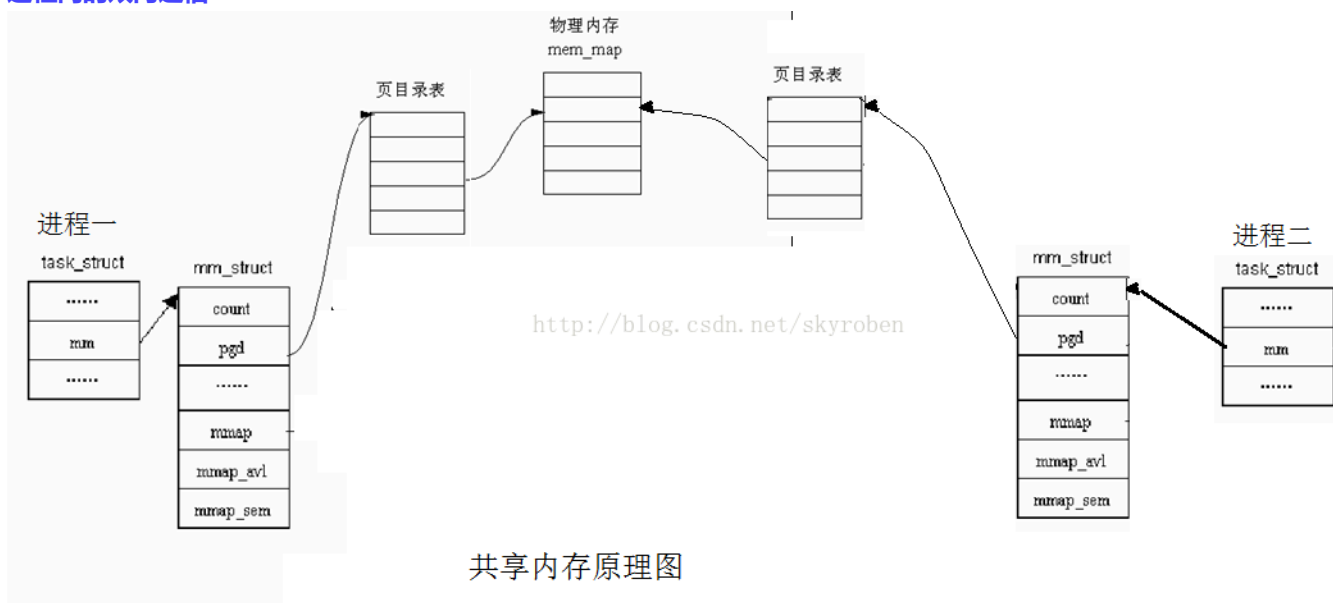 物理内存
mem_map
页目录表
页目录表
进程一
task_struct
······
mm
······
mm_struct
count
pgd
······
mmap
mmap_avl
mmap_sem
http://blog.csdn.net/skyroben
mm_struct
count
pgd
······
mmap
mmap_avl
mmap_sem
进程二
task_struct
······
mm
······
共享内存原理图